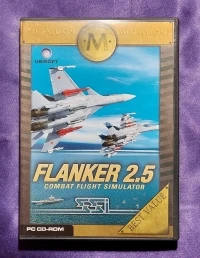 M
UBISOFT
FLANKER 2.5
COMBAT FLIGHT SIMULATOR
SSI
BEST VALUE
PC CD-ROM